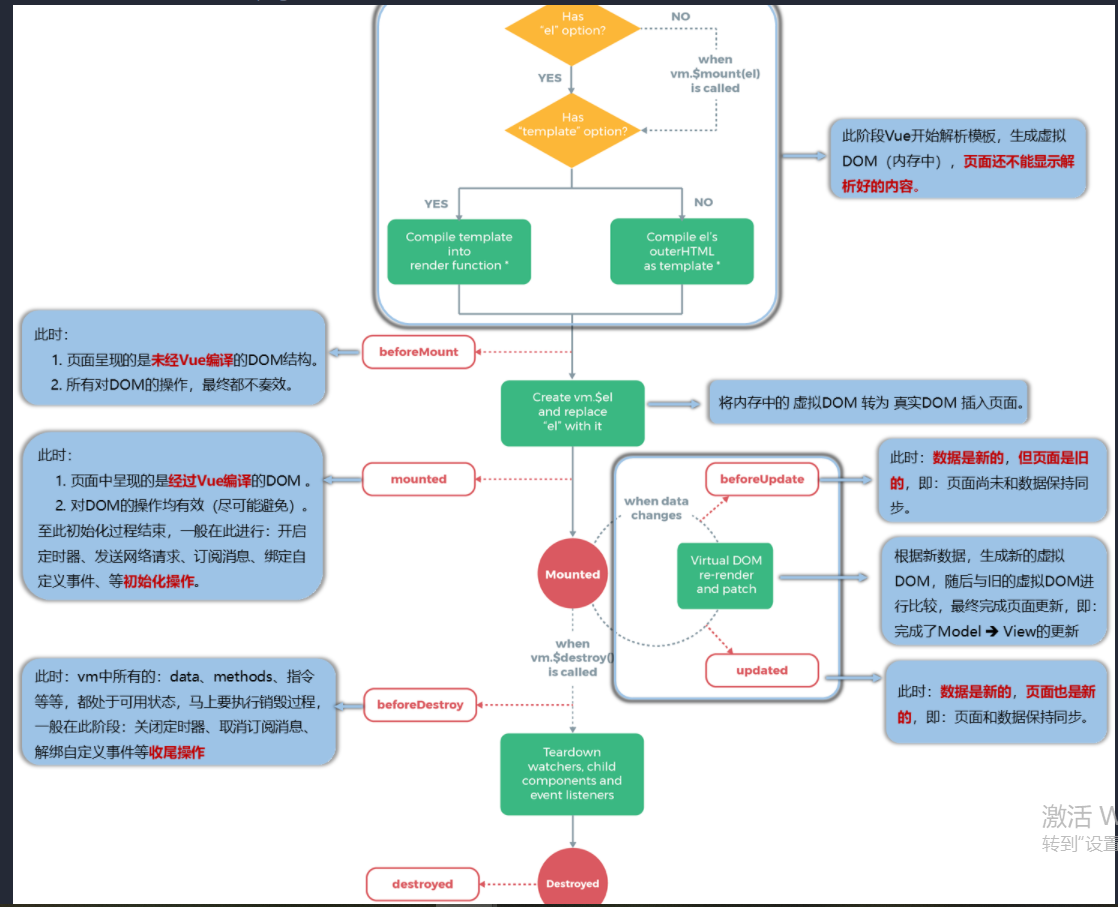 Has
“el” option?
NO
when
vm.$mount(el)
is called
YES
Has
“template” option?
此阶段Vue开始解析模板，生成虚拟
DOM（内存中），页面还不能显示解
析好的内容。
YES
NO
Compile template
into
render function *
Compile el's
outerHTML
as template *
此时：
1. 页面呈现的是未经Vue编译的DOM结构。
2. 所有对DOM的操作，最终都不奏效。
beforeMount
Create vm.$el
and replace
“el” with it
将内存中的 虚拟DOM 转为 真实DOM 插入页面。
此时：
1. 页面中呈现的是经过Vue编译的DOM 。
2. 对DOM的操作均有效（尽可能避免）。
至此初始化过程结束，一般在此进行：开启
定时器、发送网络请求、订阅消息、绑定自
定义事件、等初始化操作。
mounted
beforeUpdate
此时：数据是新的，但页面是旧
的，即：页面尚未和数据保持同
步。
when data
changes
Mounted
Virtual DOM
re-render
and patch
根据新数据，生成新的虚拟
DOM，随后与旧的虚拟DOM进
行比较，最终完成页面更新，即：
完成了Model ➔ View的更新
when
vm.$destroy()
is called
updated
此时：数据是新的，页面也是新
的，即：页面和数据保持同步。
此时：vm中所有的：data、methods、指令
等等，都处于可用状态，马上要执行销毁过程，
一般在此阶段：关闭定时器、取消订阅消息、
解绑自定义事件等收尾操作
beforeDestroy
Teardown
watchers, child
components and
event listeners
destroyed
Destroyed
激活 W
转到“设置